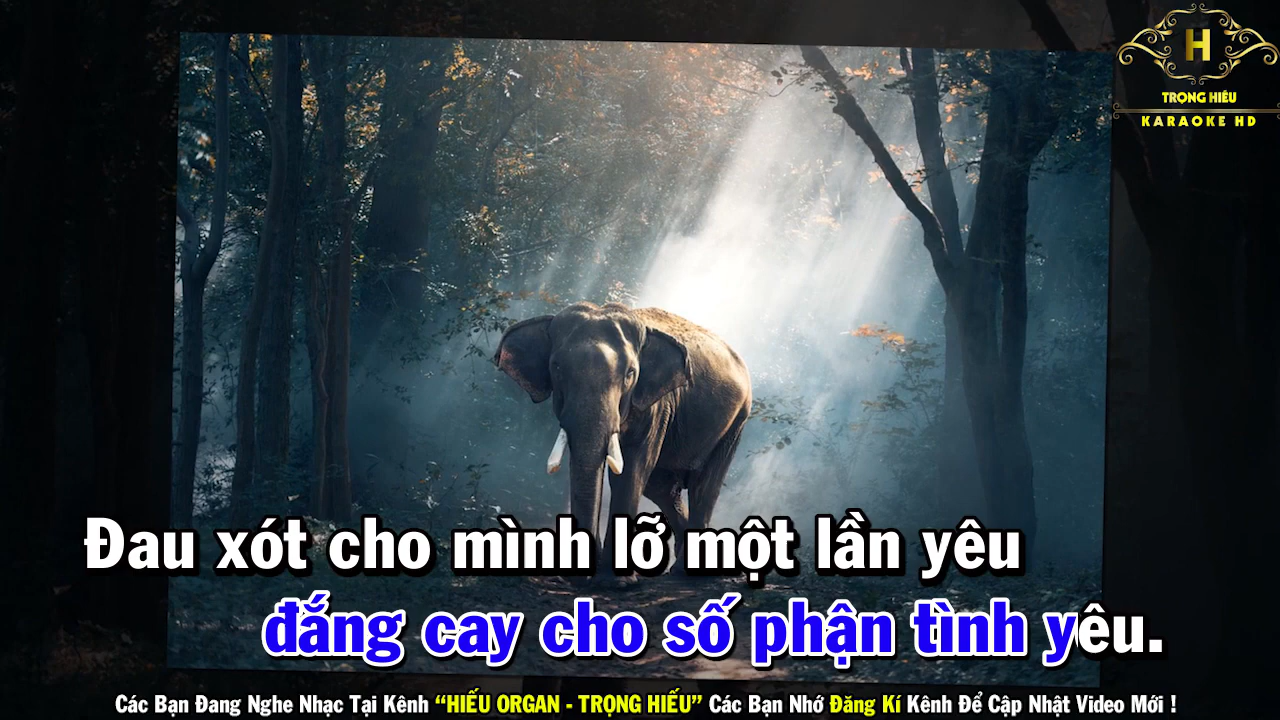 H
TRỌNG HIẾU
KARAOKE HD
Đau xót cho mình lỡ một lần yêu
đắng cay cho số phận tình yêu.
Các Bạn Đang Nghe Nhạc Tại Kênh “HIẾU ORGAN - TRỌNG HIẾU” Các Bạn Nhớ Đăng Kí Kênh Để Cập Nhật Video Mới !